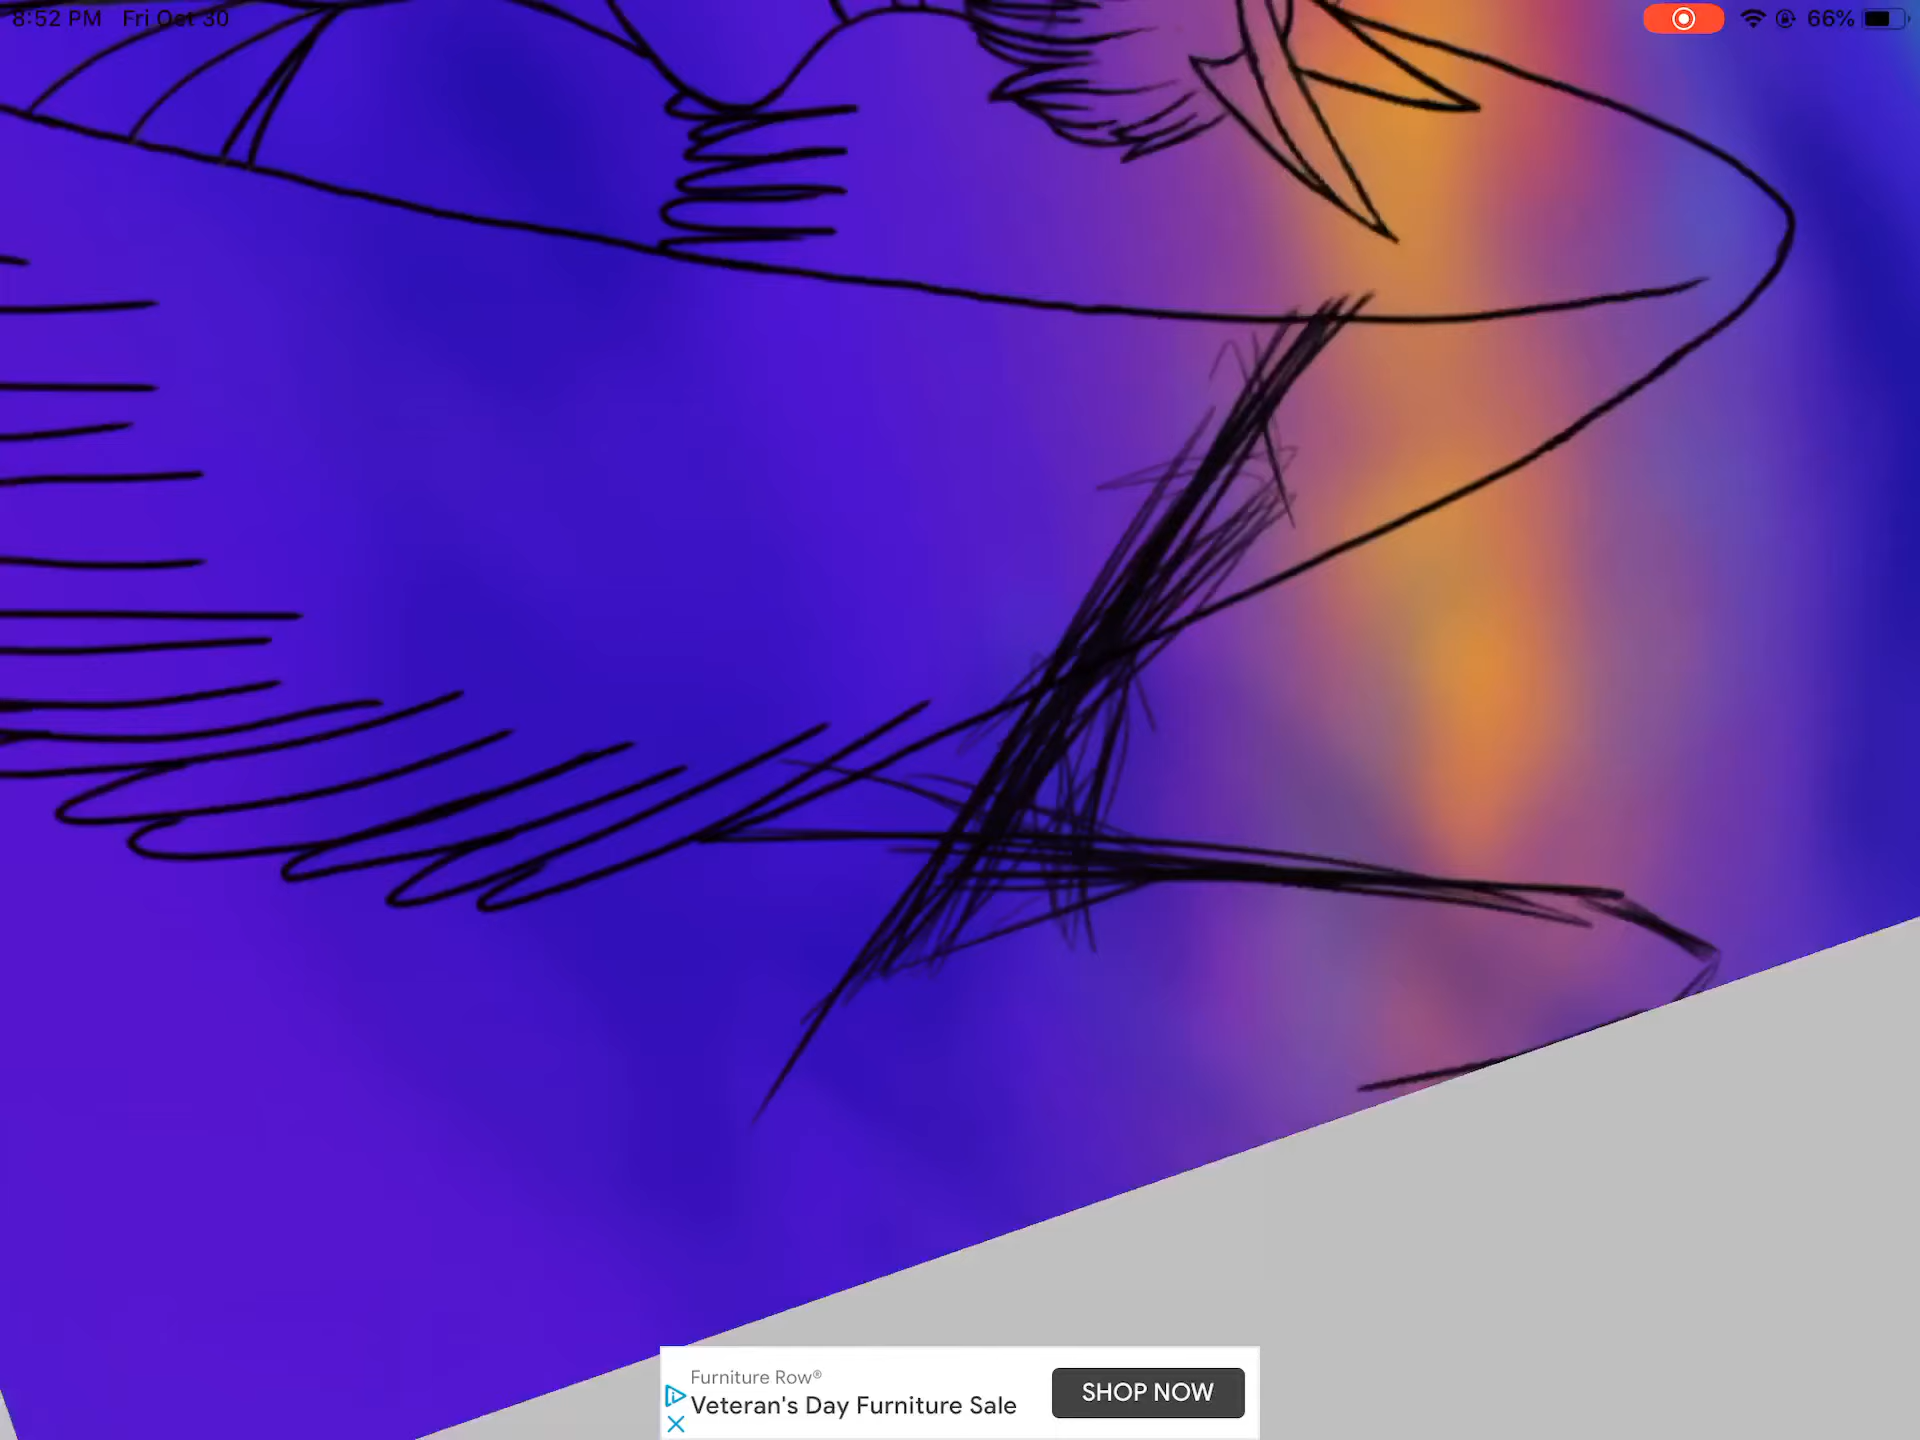 8:52 PM Fri Oct 30
66%
Furniture Row®
Veteran's Day Furniture Sale
SHOP NOW